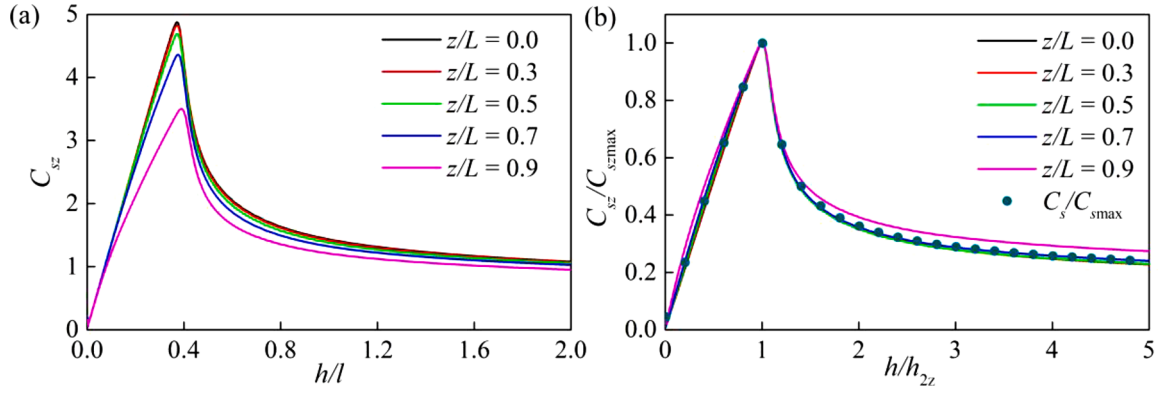 (a)
5
4
3
2
1
0
C_sz
0.0 0.4 0.8 1.2 1.6 2.0
h/l
z/L = 0.0
z/L = 0.3
z/L = 0.5
z/L = 0.7
z/L = 0.9
(b)
1.0
0.8
0.6
0.4
0.2
0.0
C_sz/C_szmax
0 1 2 3 4 5
h/h_2z
z/L = 0.0
z/L = 0.3
z/L = 0.5
z/L = 0.7
z/L = 0.9
C_s/C_smax